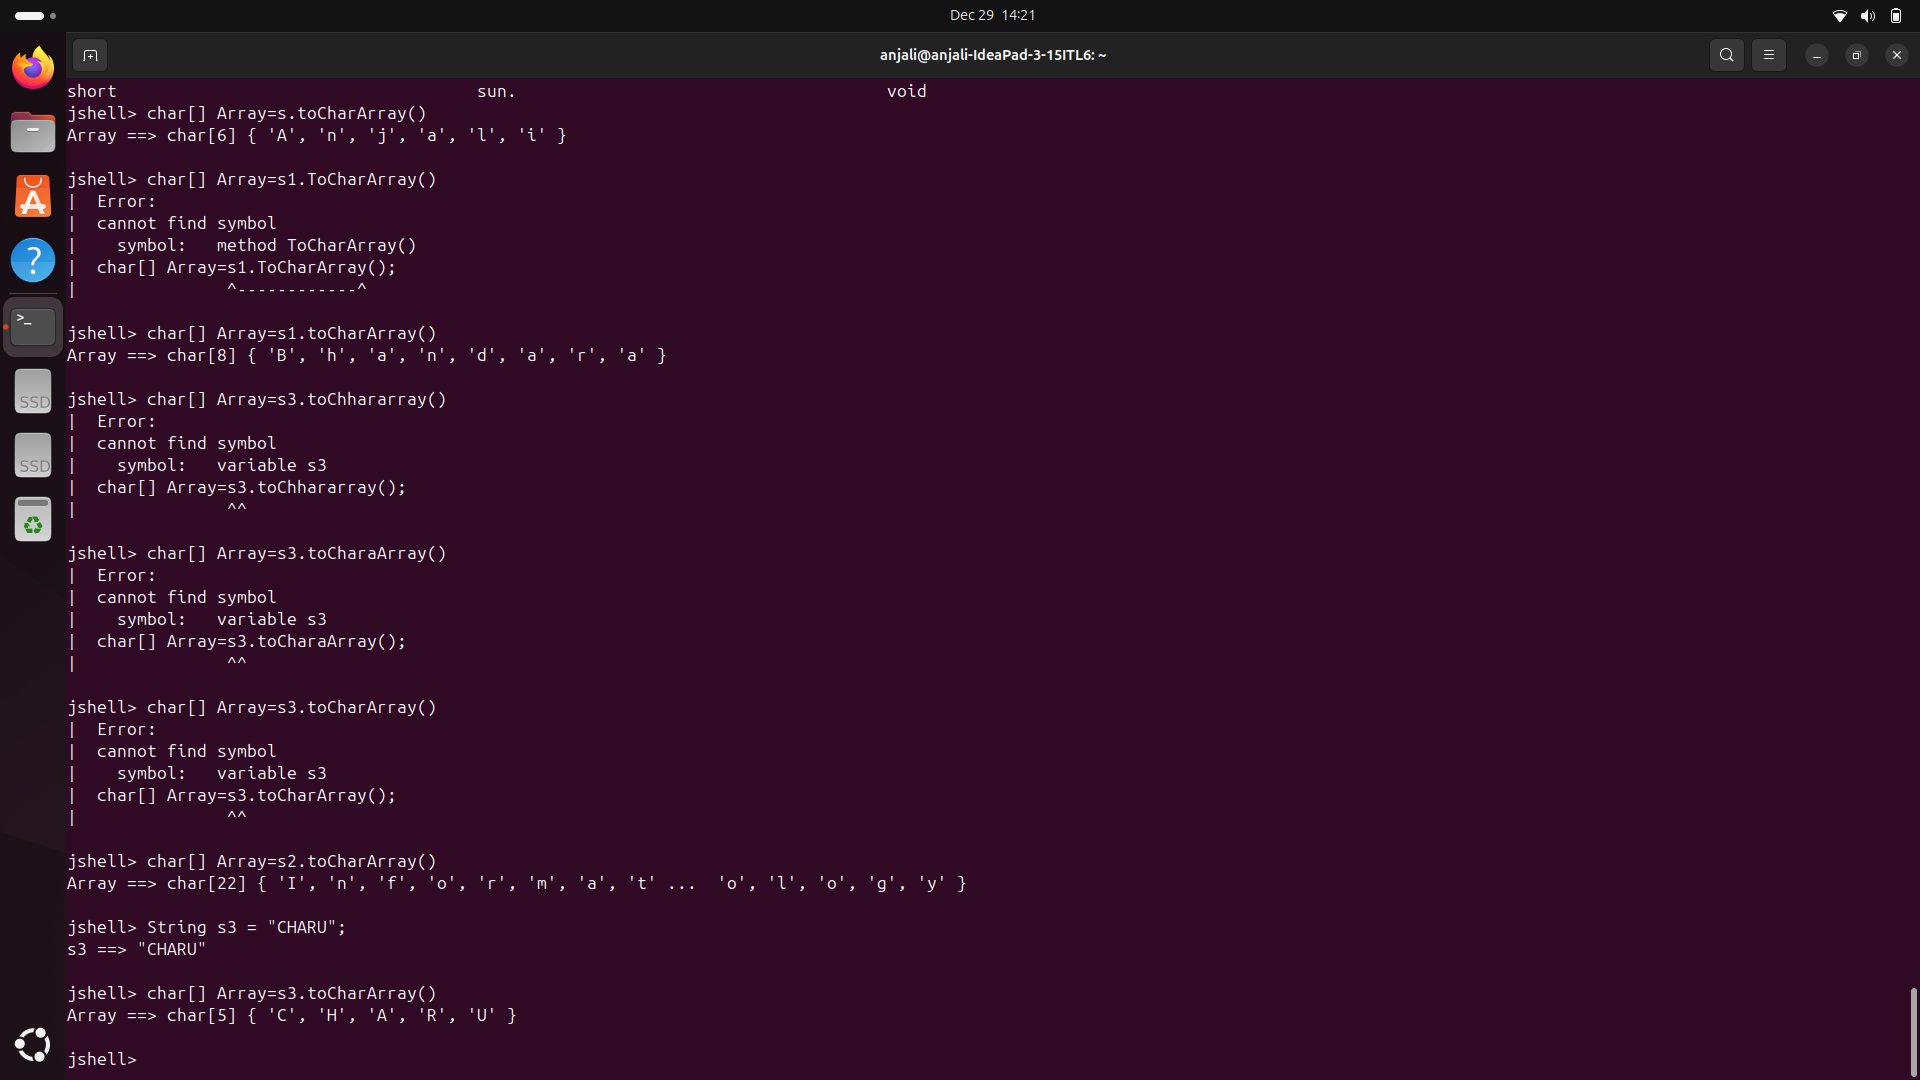 Dec 29 14:21
anjali@anjali-IdeaPad-3-15ITL6: ~
short sun. void
jshell> char[] Array=s.toCharArray()
Array ==> char[6] { 'A', 'n', 'j', 'a', 'l', 'i' }
jshell> char[] Array=s1.ToCharArray()
| Error:
| cannot find symbol
| symbol: method ToCharArray()
| char[] Array=s1.ToCharArray();
| ^------------^
jshell> char[] Array=s1.toCharArray()
Array ==> char[8] { 'B', 'h', 'a', 'n', 'd', 'a', 'r', 'a' }
jshell> char[] Array=s3.toChhararray()
| Error:
| cannot find symbol
| symbol: variable s3
| char[] Array=s3.toChhararray();
| ^^
jshell> char[] Array=s3.toCharaArray()
| Error:
| cannot find symbol
| symbol: variable s3
| char[] Array=s3.toCharaArray();
| ^^
jshell> char[] Array=s3.toCharArray()
| Error:
| cannot find symbol
| symbol: variable s3
| char[] Array=s3.toCharArray();
| ^^
jshell> char[] Array=s2.toCharArray()
Array ==> char[22] { 'I', 'n', 'f', 'o', 'r', 'm', 'a', 't' ... 'o', 'l', 'o', 'g', 'y' }
jshell> String s3 = "CHARU";
s3 ==> "CHARU"
jshell> char[] Array=s3.toCharArray()
Array ==> char[5] { 'C', 'H', 'A', 'R', 'U' }
jshell>
SSD
SSD